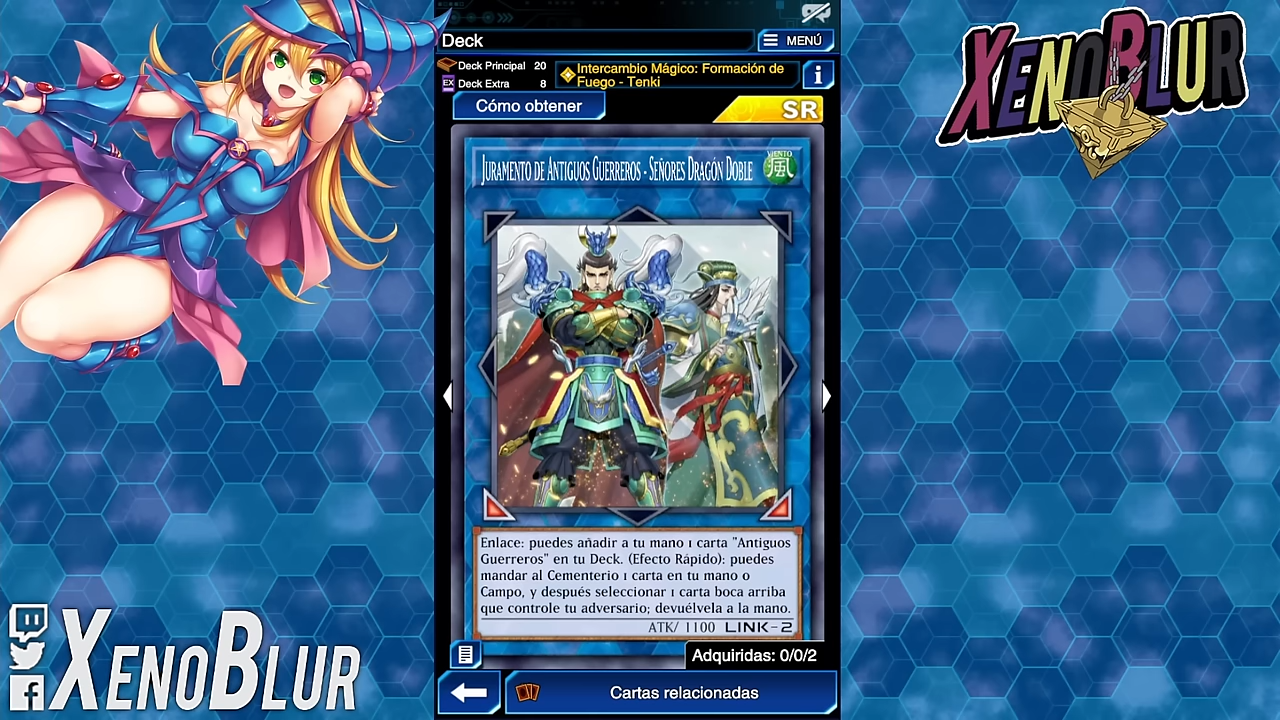 Deck
MENÚ
Deck Principal 20
EX Deck Extra 8
Intercambio Mágico: Formación de
Fuego - Tenki
i
Cómo obtener
SR
JURAMENTO DE ANTIGUOS GUERREROS - SEÑORES DRAGÓN DOBLE
VIENTO
風
Enlace: puedes añadir a tu mano 1 carta "Antiguos
Guerreros" en tu Deck. (Efecto Rápido): puedes
mandar al Cementerio 1 carta en tu mano o
Campo, y después seleccionar 1 carta boca arriba
que controle tu adversario; devuélvela a la mano.
ATK/ 1100 LINK-2
Adquiridas: 0/0/2
Cartas relacionadas
XENOBLUR
XENOBLUR